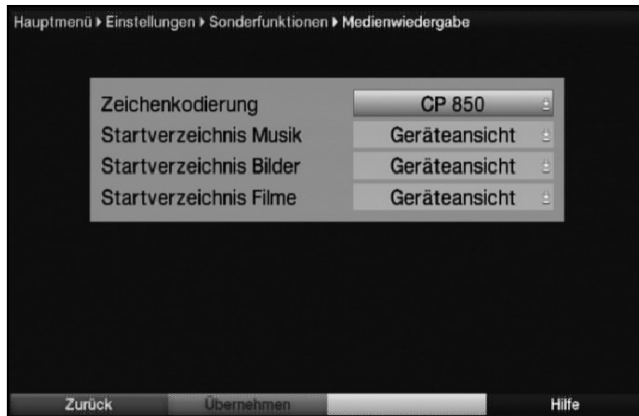 Hauptmenü ▸ Einstellungen ▸ Sonderfunktionen ▸ Medienwiedergabe
Zeichenkodierung CP 850
Startverzeichnis Musik Geräteansicht
Startverzeichnis Bilder Geräteansicht
Startverzeichnis Filme Geräteansicht
Zurück Übernehmen Hilfe